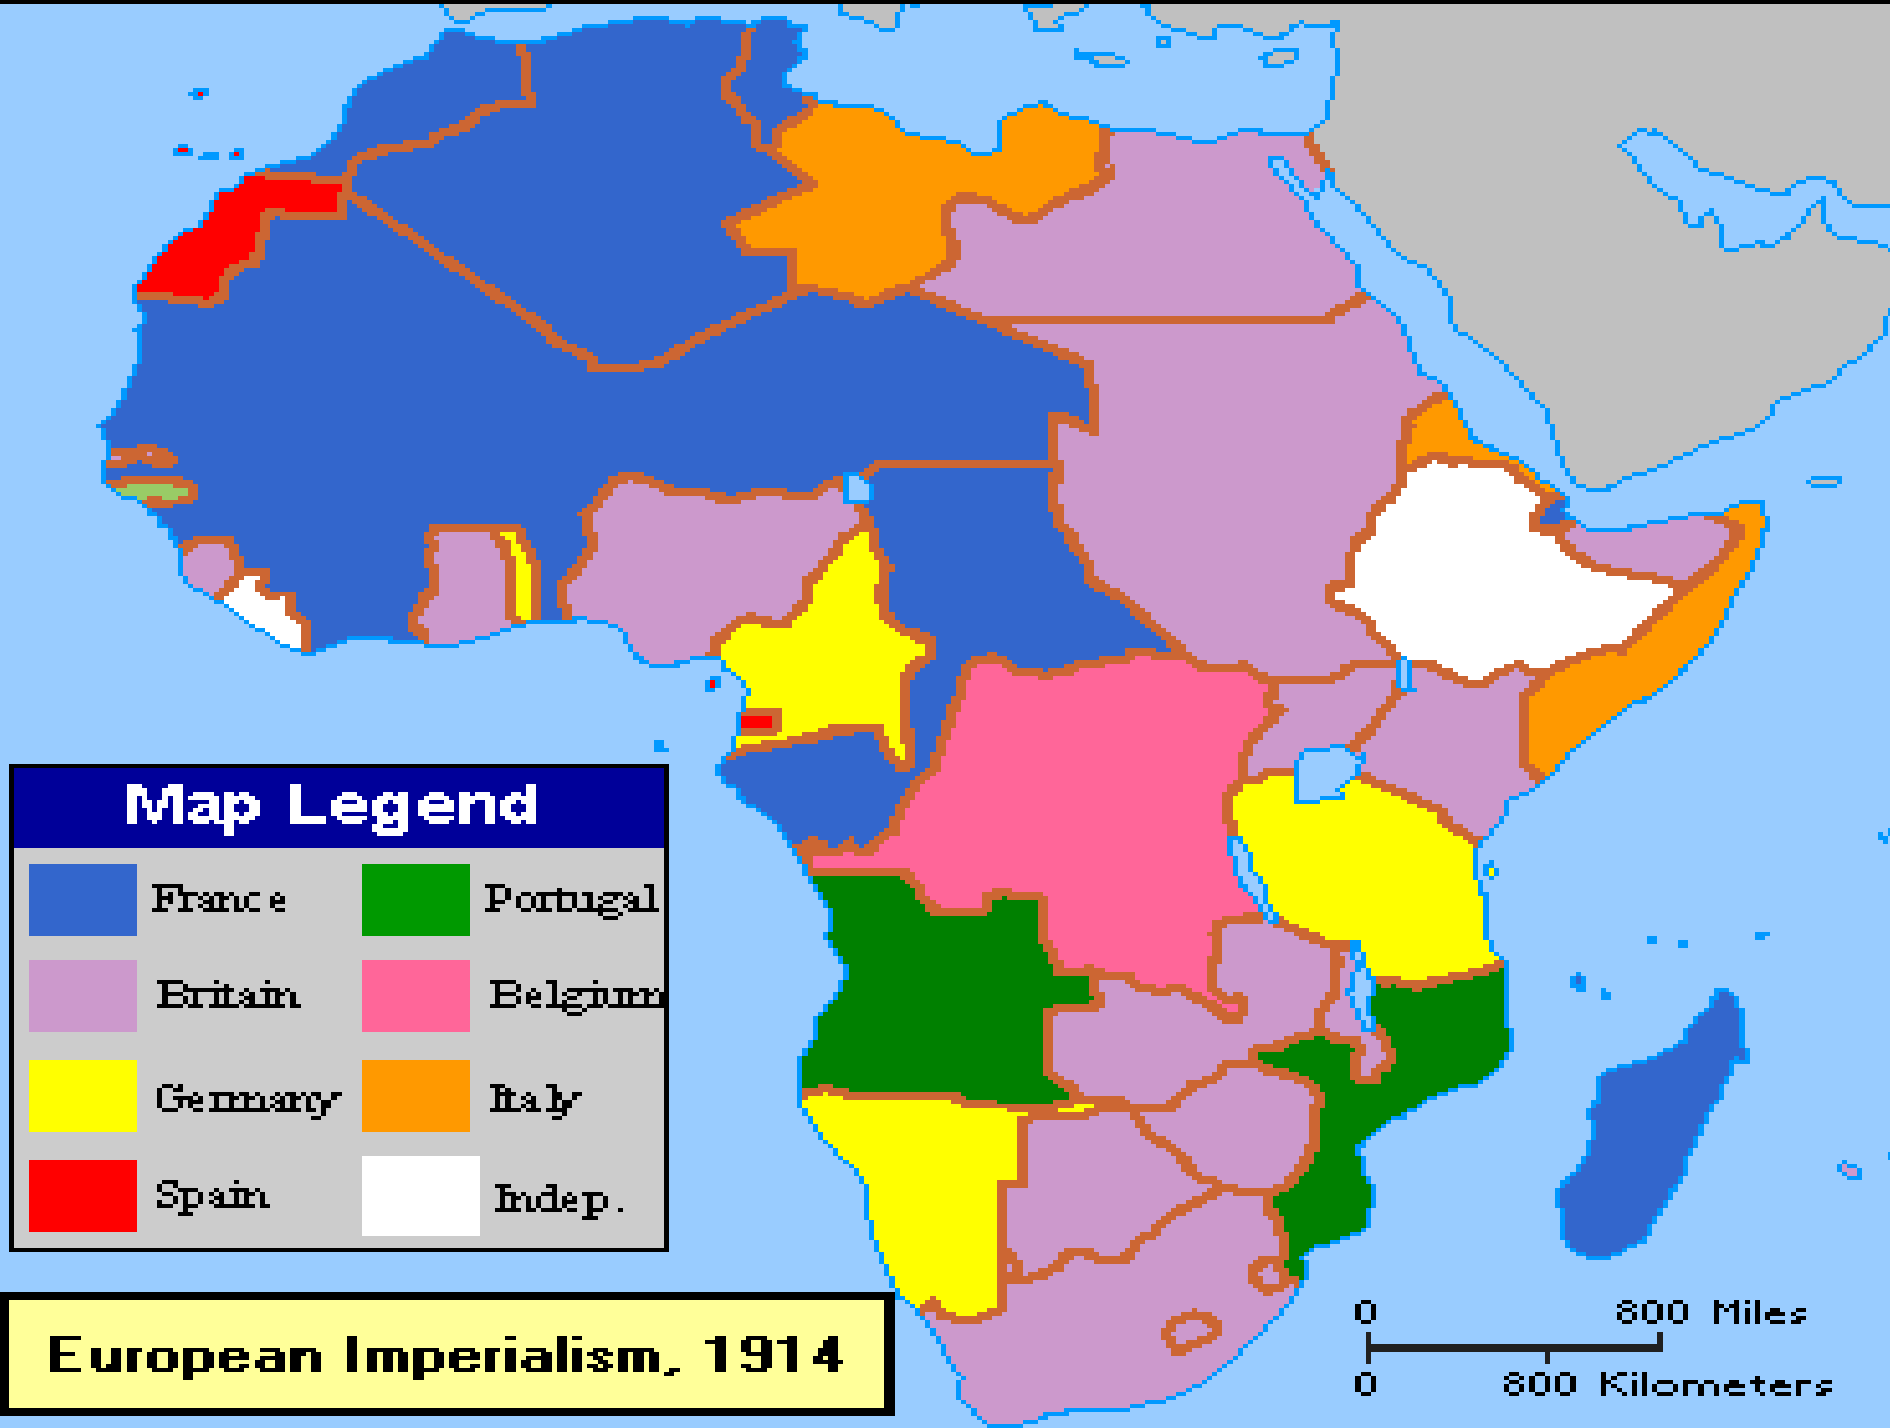 Map Legend
France
Portugal
Britain
Belgium
Germany
Italy
Spain
Indep.
European Imperialism, 1914
0 800 Miles
0 800 Kilometers